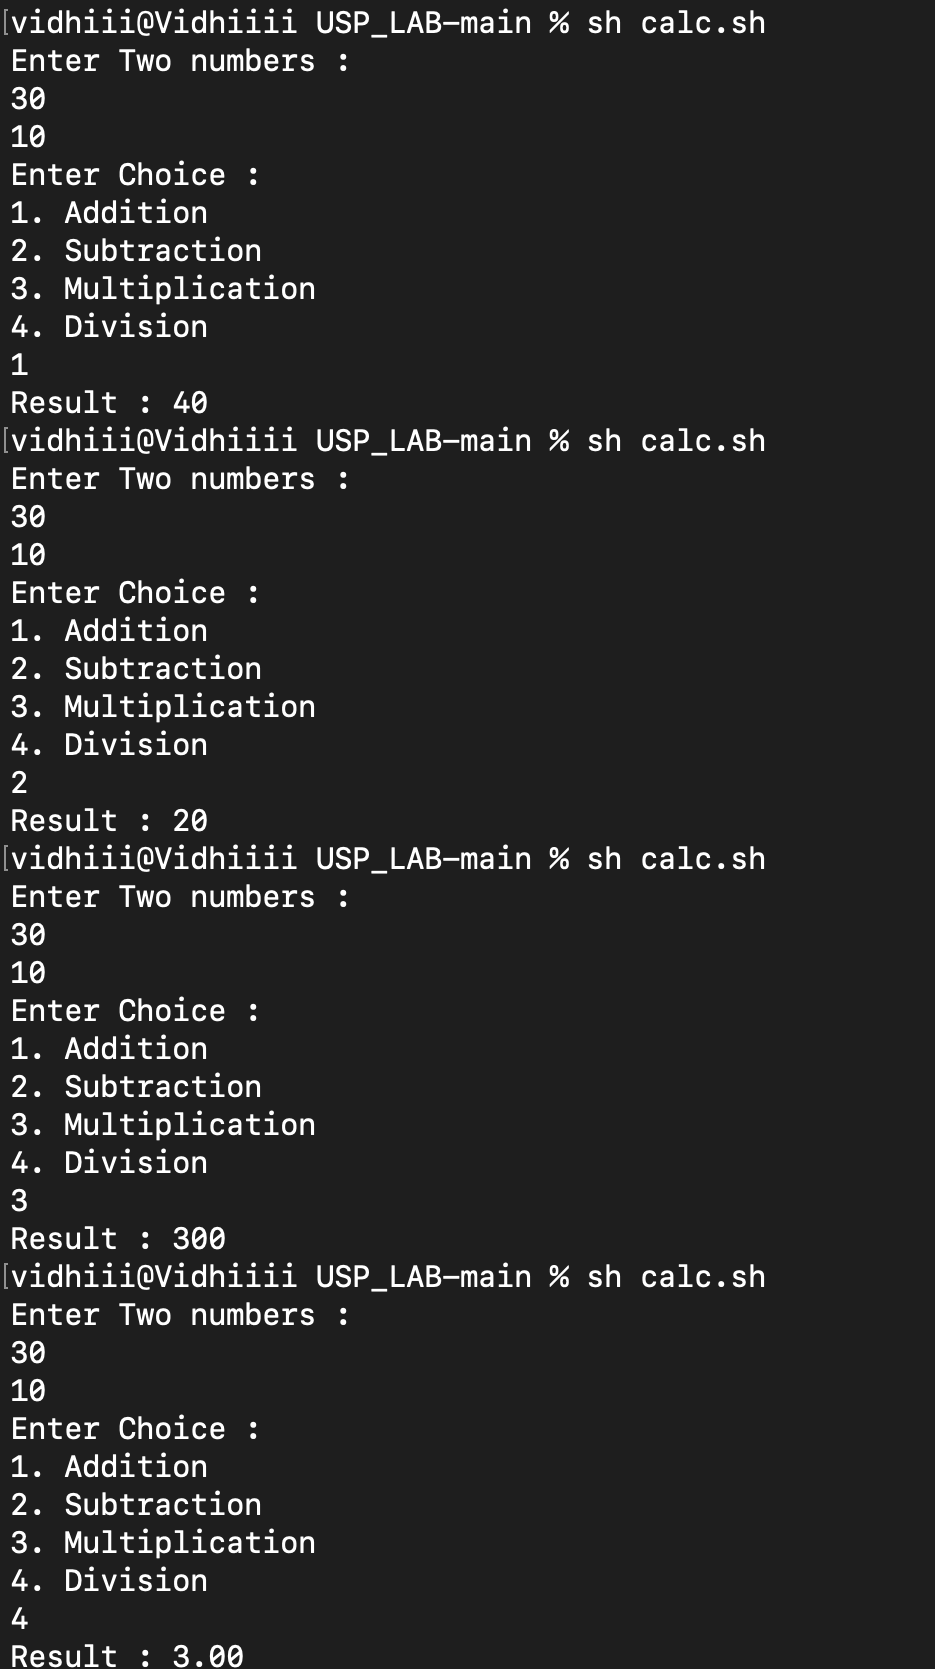 [vidhiii@Vidhiiii USP_LAB-main % sh calc.sh
Enter Two numbers :
30
10
Enter Choice :
1. Addition
2. Subtraction
3. Multiplication
4. Division
1
Result : 40
[vidhiii@Vidhiiii USP_LAB-main % sh calc.sh
Enter Two numbers :
30
10
Enter Choice :
1. Addition
2. Subtraction
3. Multiplication
4. Division
2
Result : 20
[vidhiii@Vidhiiii USP_LAB-main % sh calc.sh
Enter Two numbers :
30
10
Enter Choice :
1. Addition
2. Subtraction
3. Multiplication
4. Division
3
Result : 300
[vidhiii@Vidhiiii USP_LAB-main % sh calc.sh
Enter Two numbers :
30
10
Enter Choice :
1. Addition
2. Subtraction
3. Multiplication
4. Division
4
Result : 3.00